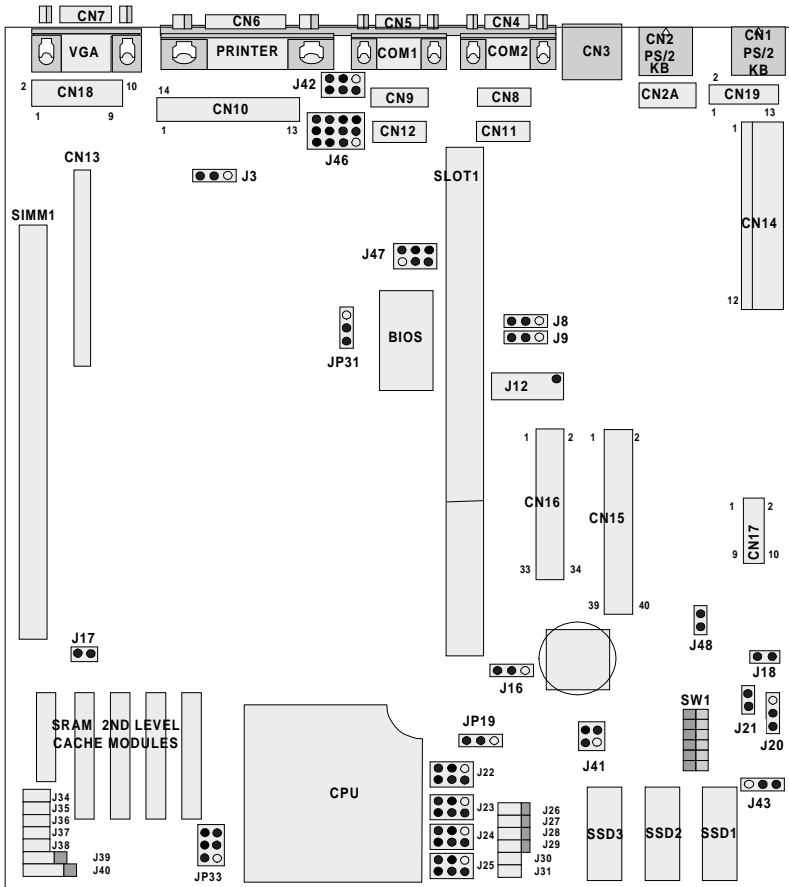 CN7 CN6 CN5 CN4
VGA PRINTER COM1 COM2 CN3 CN2 PS/2 KB CN1 PS/2 KB
J42
2 CN18 10
1 9
14 CN10
1 13
CN9 CN8
CN2A
2 CN19
1 13
CN12 CN11
J46
CN13
J3
SLOT1
1
CN14
12
SIMM1
J47
BIOS
JP31
J8
J9
J12
1 2
CN16
33 34
1 2
CN15
39 40
1 2
CN17
9 10
J17
J48
J18
J16
SW1
J21
J20
SRAM 2ND LEVEL
CACHE MODULES
JP19
J41
CPU
J22
J43
J34
J35
J36
J37
J38
J39
J40
JP33
J23
J24
J25
J26
J27
J28
J29
J30
J31
SSD3 SSD2 SSD1